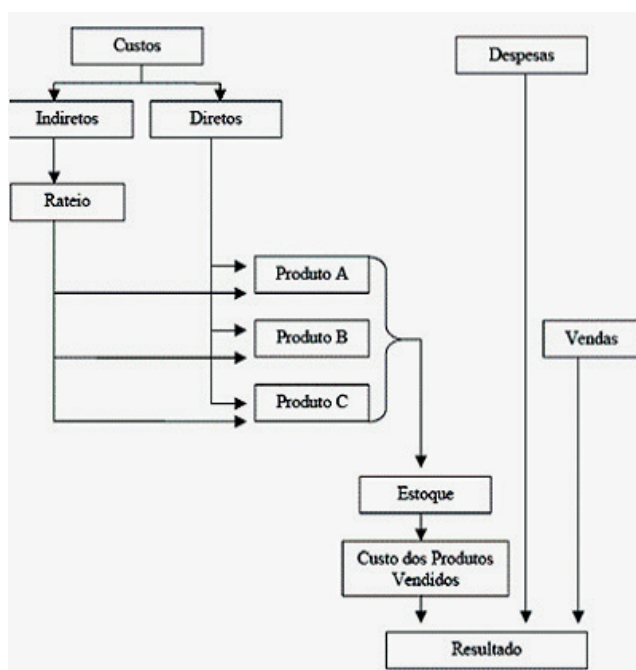 Custos
Despesas
Indiretos
Diretos
Rateio
Produto A
Produto B
Vendas
Produto C
Estoque
Custo dos Produtos
Vendidos
Resultado